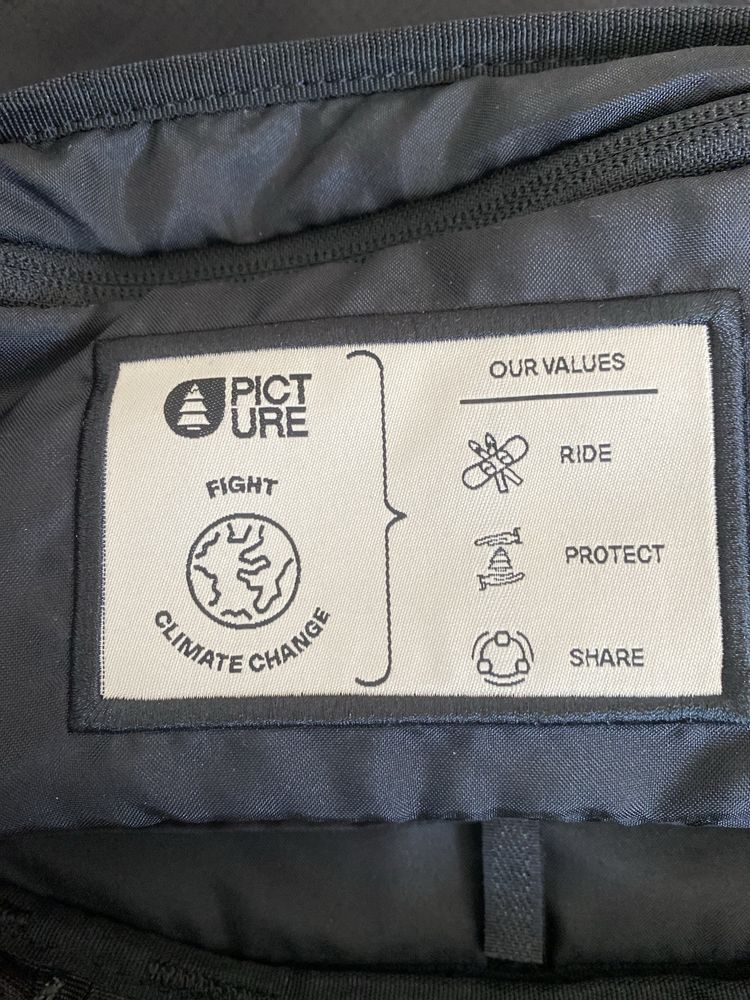 PICT
URE
FIGHT
CLIMATE CHANGE
OUR VALUES
RIDE
PROTECT
SHARE